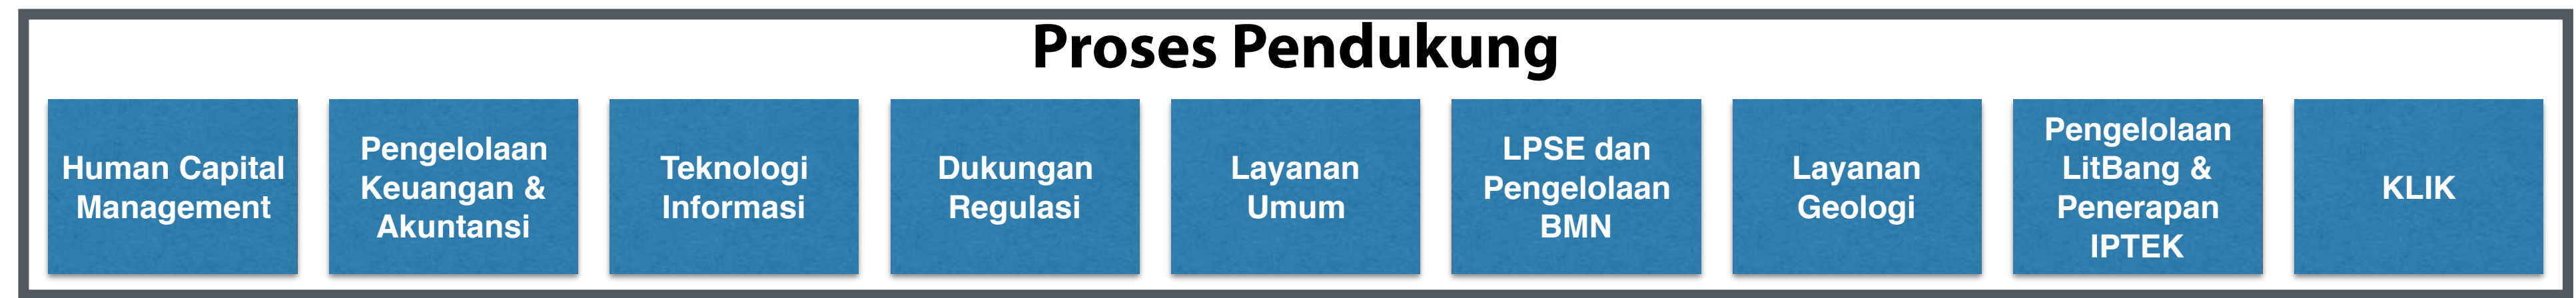 Proses Pendukung
Human Capital
Management
Pengelolaan
Keuangan &
Akuntansi
Teknologi
Informasi
Dukungan
Regulasi
Layanan
Umum
LPSE dan
Pengelolaan
BMN
Layanan
Geologi
Pengelolaan
LitBang &
Penerapan
IPTEK
KLIK